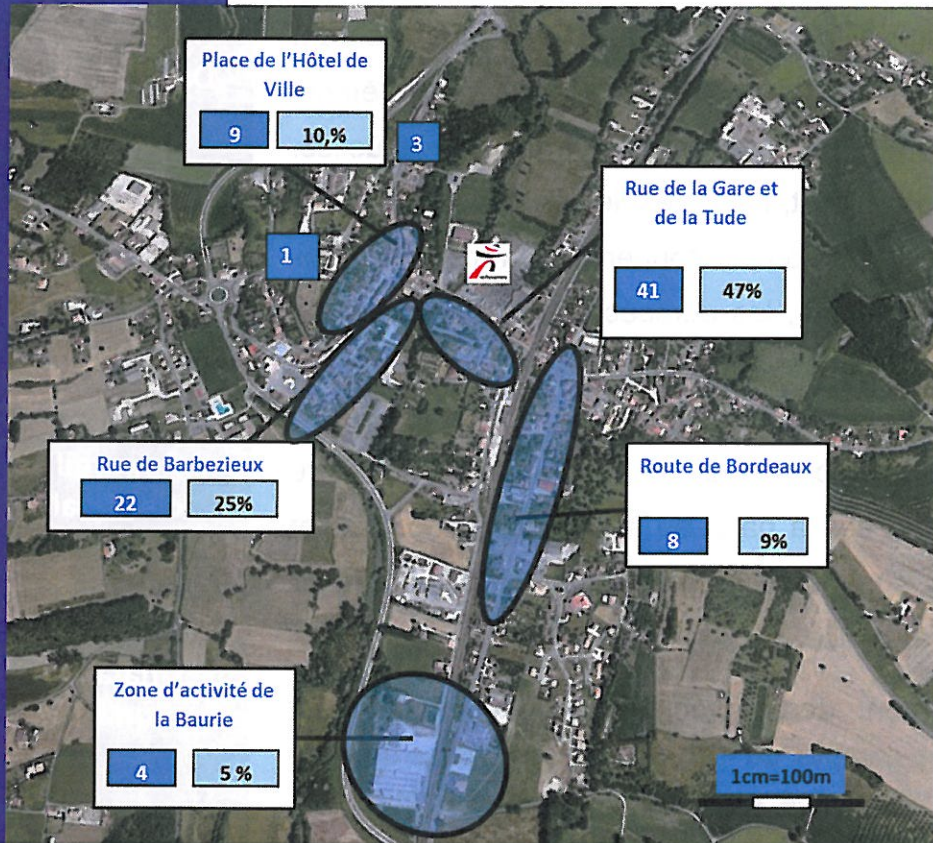 Place de l'Hôtel de
Ville
9 10,%
3
Rue de la Gare et
de la Tude
41 47%
1
Rue de Barbezieux
22 25%
Route de Bordeaux
8 9%
Zone d'activité de
la Baurie
4 5 %
1cm=100m